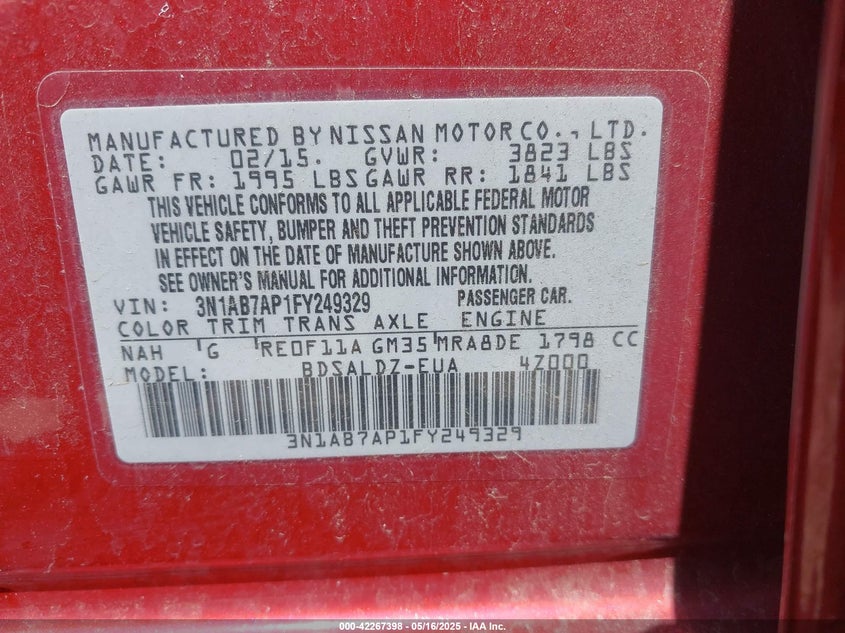 MANUFACTURED BY NISSAN MOTOR CO., LTD.
DATE: 02/15. GVWR: 3823 LBS
GAWR FR: 1995 LBS GAWR RR: 1841 LBS
THIS VEHICLE CONFORMS TO ALL APPLICABLE FEDERAL MOTOR
VEHICLE SAFETY, BUMPER AND THEFT PREVENTION STANDARDS
IN EFFECT ON THE DATE OF MANUFACTURE SHOWN ABOVE.
SEE OWNER'S MANUAL FOR ADDITIONAL INFORMATION.
VIN: 3N1AB7AP1FY249329 PASSENGER CAR.
COLOR TRIM TRANS AXLE ENGINE
NAH G RE0F11A GM35 MRA8DE 1798 CC
MODEL: BDSALDZ-EUA 4Z000
3N1AB7AP1FY249329
000-42267398 - 05/16/2025 - IAA Inc.